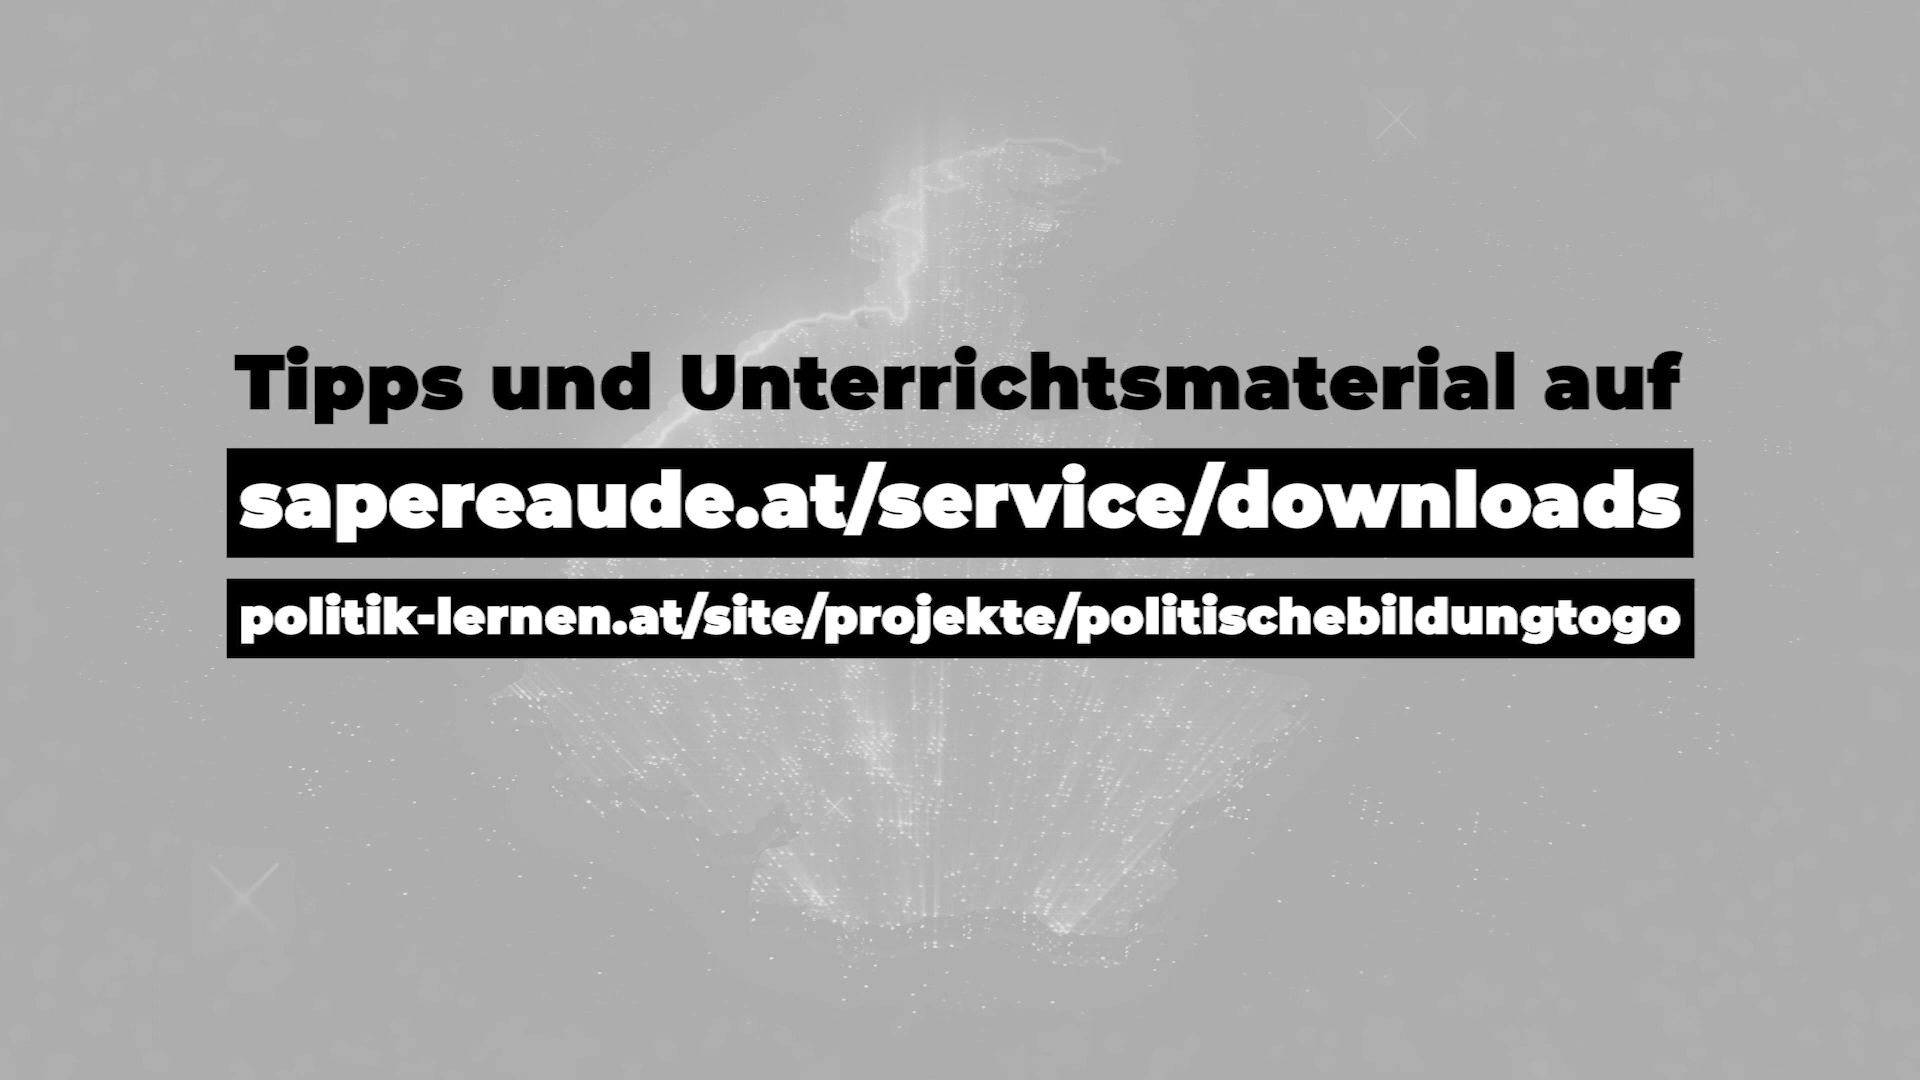 Tipps und Unterrichtsmaterial auf
sapereaude.at/service/downloads
politik-lernen.at/site/projekte/politischebildungtogo